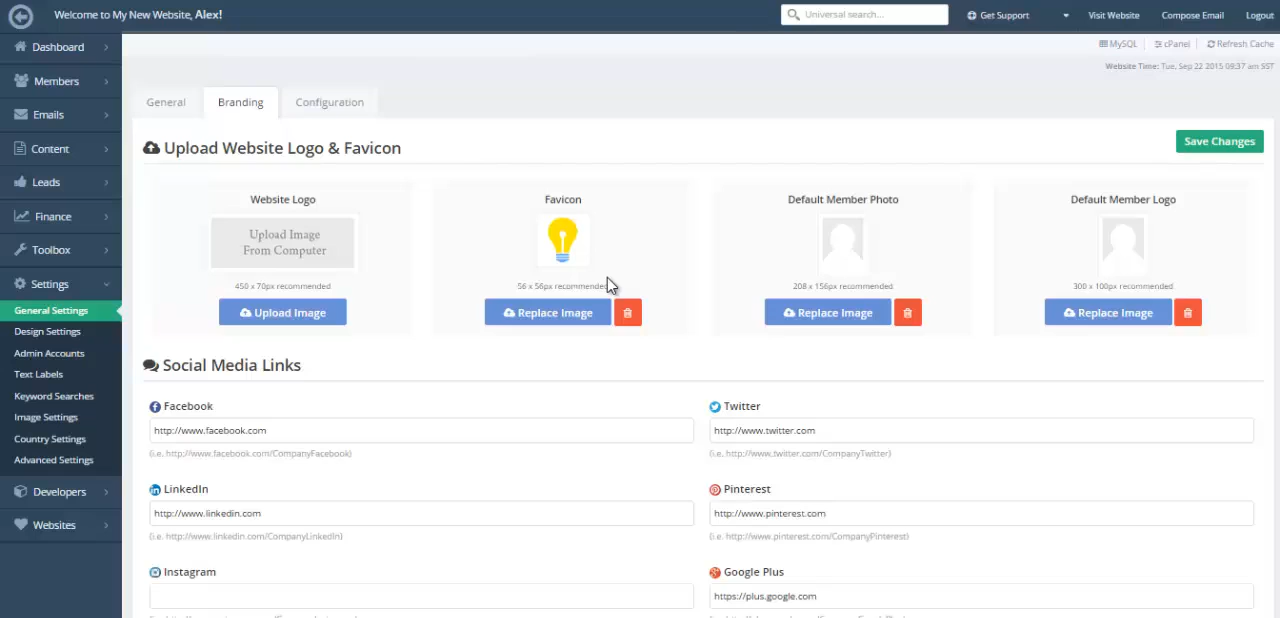 Welcome to My New Website, Alex!
Universal search...
Get Support
Visit Website
Compose Email
Logout
MySQL
cPanel
Refresh Cache
Website Time: Tue, Sep 22 2015 09:37 am SST
Dashboard
Members
Emails
Content
Leads
Finance
Toolbox
Settings
General Settings
Design Settings
Admin Accounts
Text Labels
Keyword Searches
Image Settings
Country Settings
Advanced Settings
Developers
Websites
General
Branding
Configuration
Upload Website Logo & Favicon
Save Changes
Website Logo
Upload Image
From Computer
450 x 70px recommended
Upload Image
Favicon
56 x 56px recommended
Replace Image
Default Member Photo
208 x 156px recommended
Replace Image
Default Member Logo
300 x 100px recommended
Replace Image
Social Media Links
Facebook
http://www.facebook.com
(i.e. http://www.facebook.com/CompanyFacebook)
Twitter
http://www.twitter.com
(i.e. http://www.twitter.com/CompanyTwitter)
LinkedIn
http://www.linkedin.com
(i.e. http://www.linkedin.com/CompanyLinkedIn)
Pinterest
http://www.pinterest.com
(i.e. http://www.pinterest.com/CompanyPinterest)
Instagram
Google Plus
https://plus.google.com